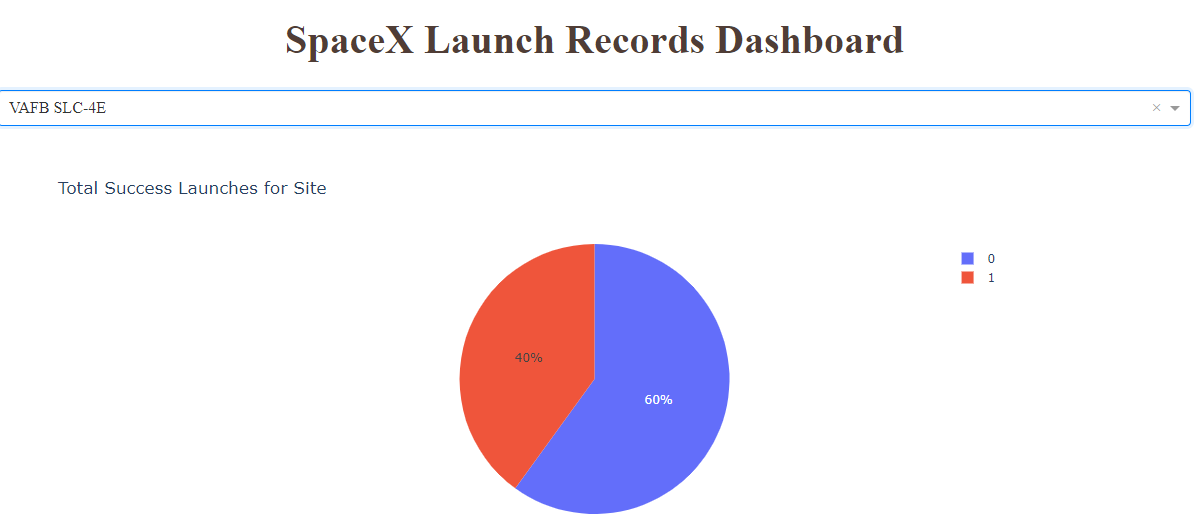 SpaceX Launch Records Dashboard
VAFB SLC-4E
Total Success Launches for Site
0
1
40%
60%